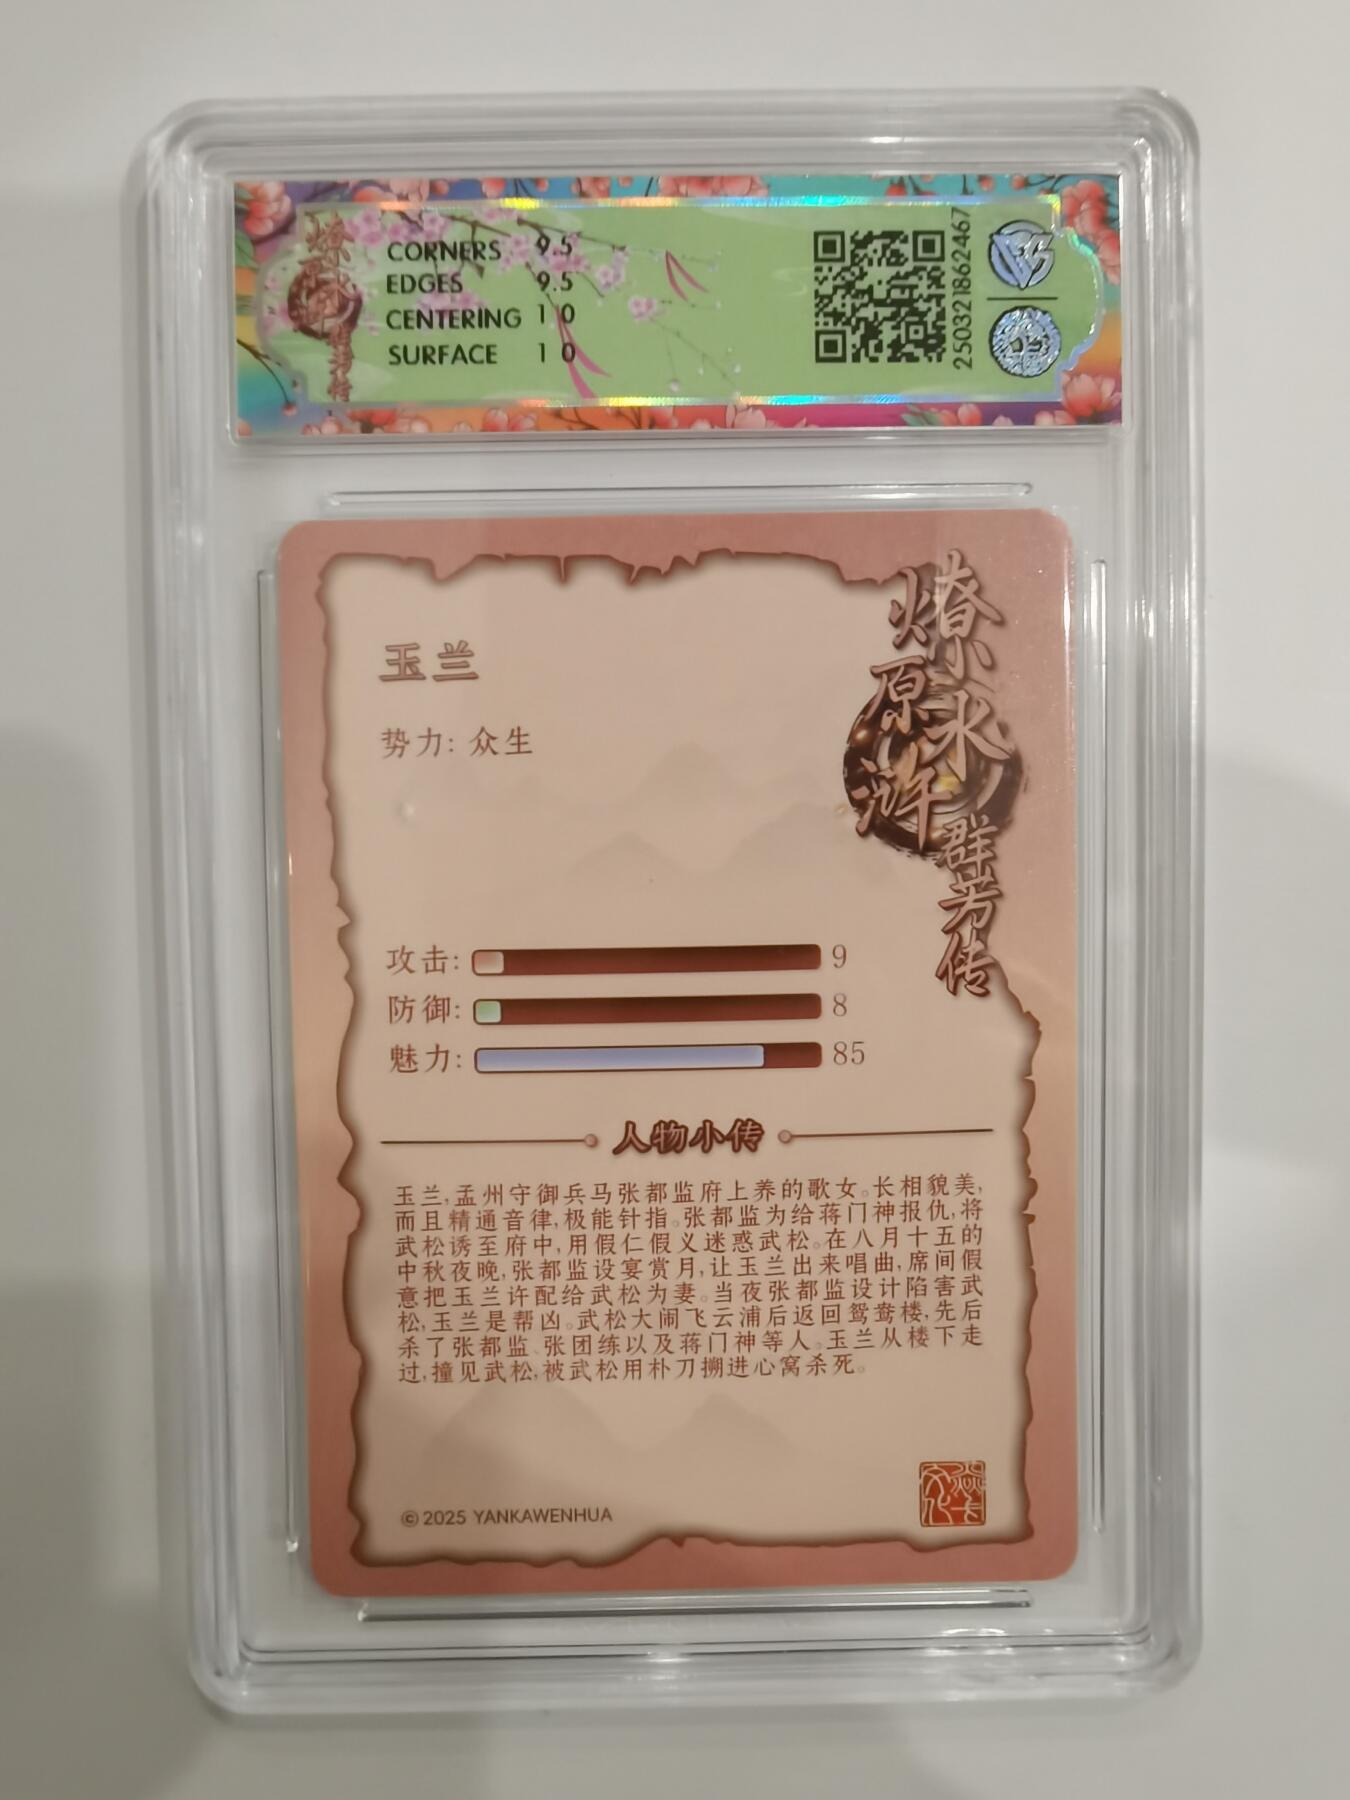 CORNERS 9.5
EDGES 9.5
CENTERING 10
SURFACE 10
250321862467
燎原
小水浒
群芳传
玉兰
势力: 众生
攻击: 9
防御: 8
魅力: 85
人物小传
玉兰,孟州守御兵马张都监府上养的歌女。长相貌美,
而且精通音律,极能针指。张都监为给蒋门神报仇,将
武松诱至府中,用假仁假义迷惑武松。在八月十五的
中秋夜晚,张都监设宴赏月,让玉兰出来唱曲,席间假
意把玉兰许配给武松为妻。当夜张都监设计陷害武
松,玉兰是帮凶。武松大闹飞云浦后返回鸳鸯楼,先后
杀了张都监、张团练以及蒋门神等人。玉兰从楼下走
过,撞见武松,被武松用朴刀搠进心窝杀死。
© 2025 YANKAWENHUA
焱卡
文化